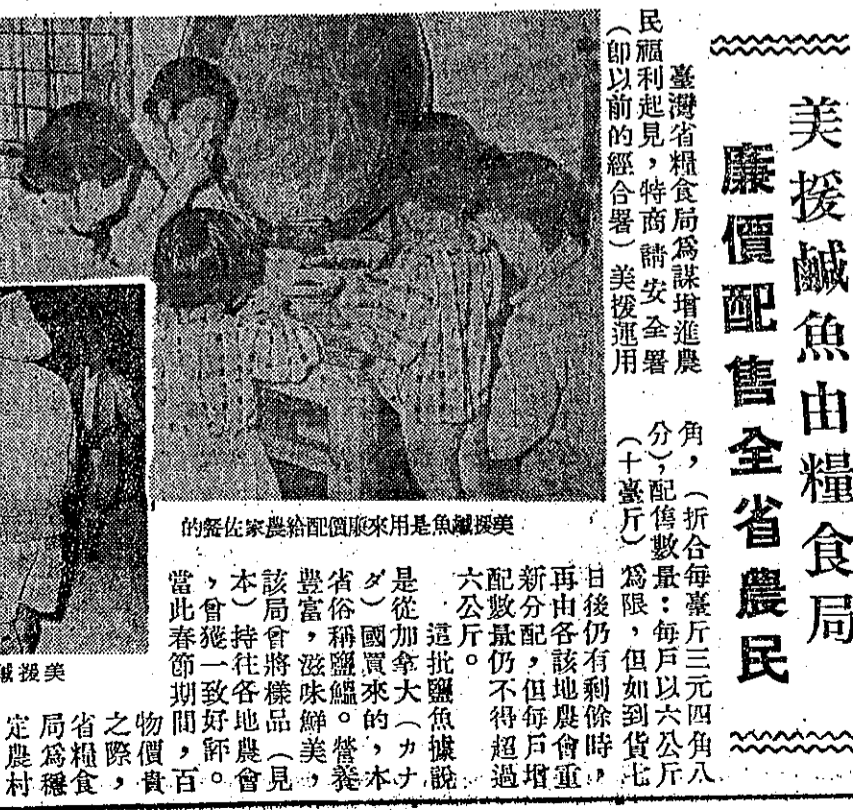 美援鹹魚由糧食局
廉價配售全省農民
臺灣省糧食局爲謀增進農
民福利起見，特商請安全署
（卽以前的經合署）美援運用
角，（折合每臺斤三元四角八
分），配售數量：每戶以六公斤
（十臺斤）爲限，但如到貨七
日後仍有剩餘時，
再由各該地農會重
新分配，但每戶增
配數量仍不得超過
六公斤。
這批鹽魚據說
是從加拿大（カナ
ダ）國買來的，本
省俗稱鹽鰮。營養
豐富，滋味鮮美，
該局曾將樣品（見
本）持往各地農會
，曾獲一致好評。
當此春節期間，百
物價貴
之際，
省糧食
局爲穩
定農村
的餐佐家農給配價廉來用是魚鹹援美
鹹援美